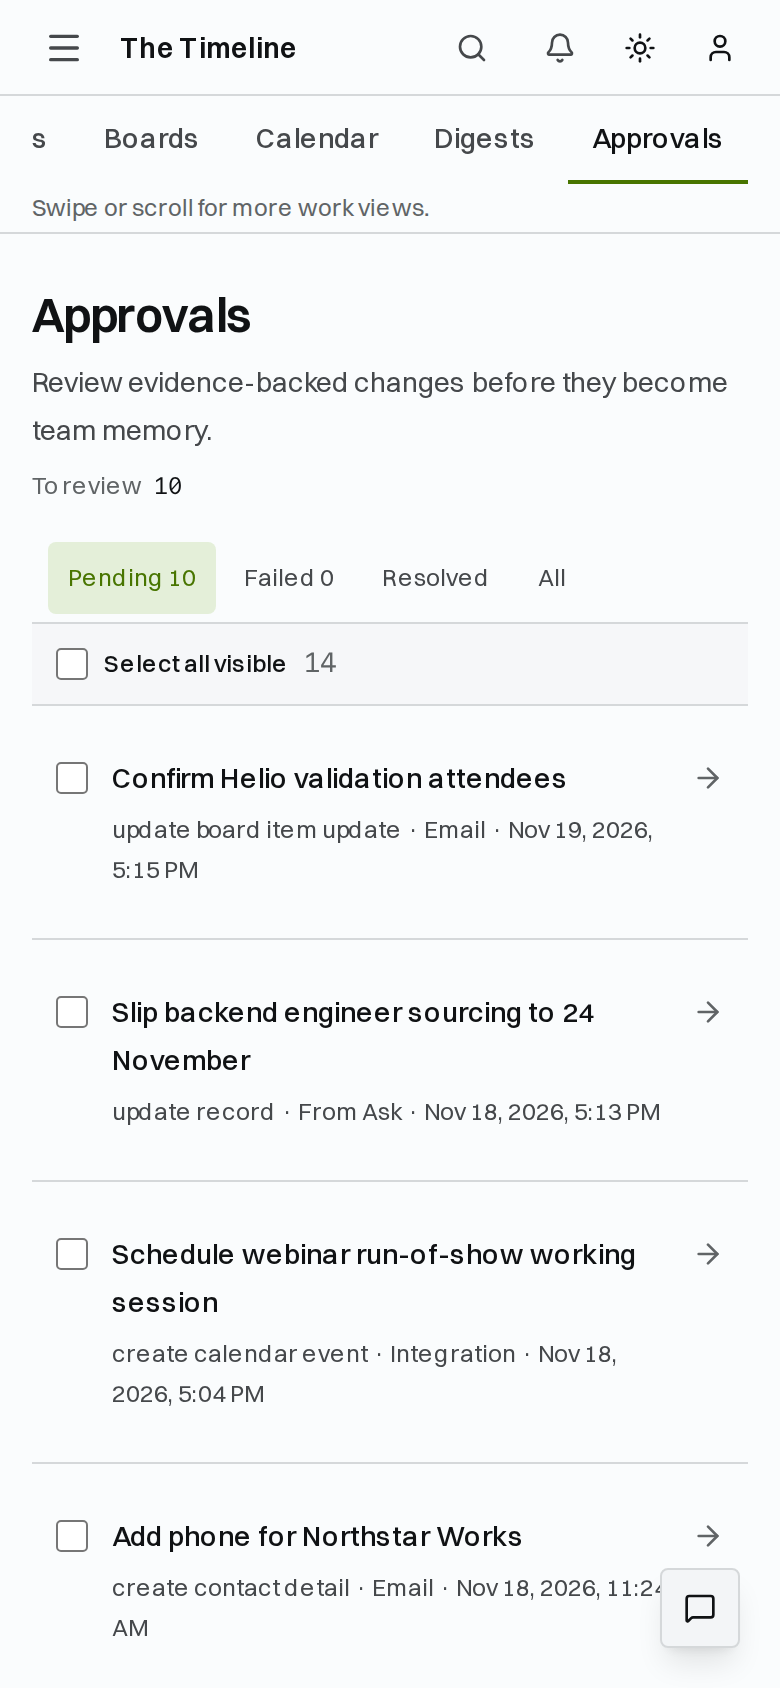 The Timeline
s Boards Calendar Digests Approvals
Swipe or scroll for more work views.
Approvals
Review evidence-backed changes before they become
team memory.
To review 10
Pending 10 Failed 0 Resolved All
Select all visible 14
Confirm Helio validation attendees
update board item update · Email · Nov 19, 2026,
5:15 PM
Slip backend engineer sourcing to 24
November
update record · From Ask · Nov 18, 2026, 5:13 PM
Schedule webinar run-of-show working
session
create calendar event · Integration · Nov 18,
2026, 5:04 PM
Add phone for Northstar Works
create contact detail · Email · Nov 18, 2026, 11:24
AM